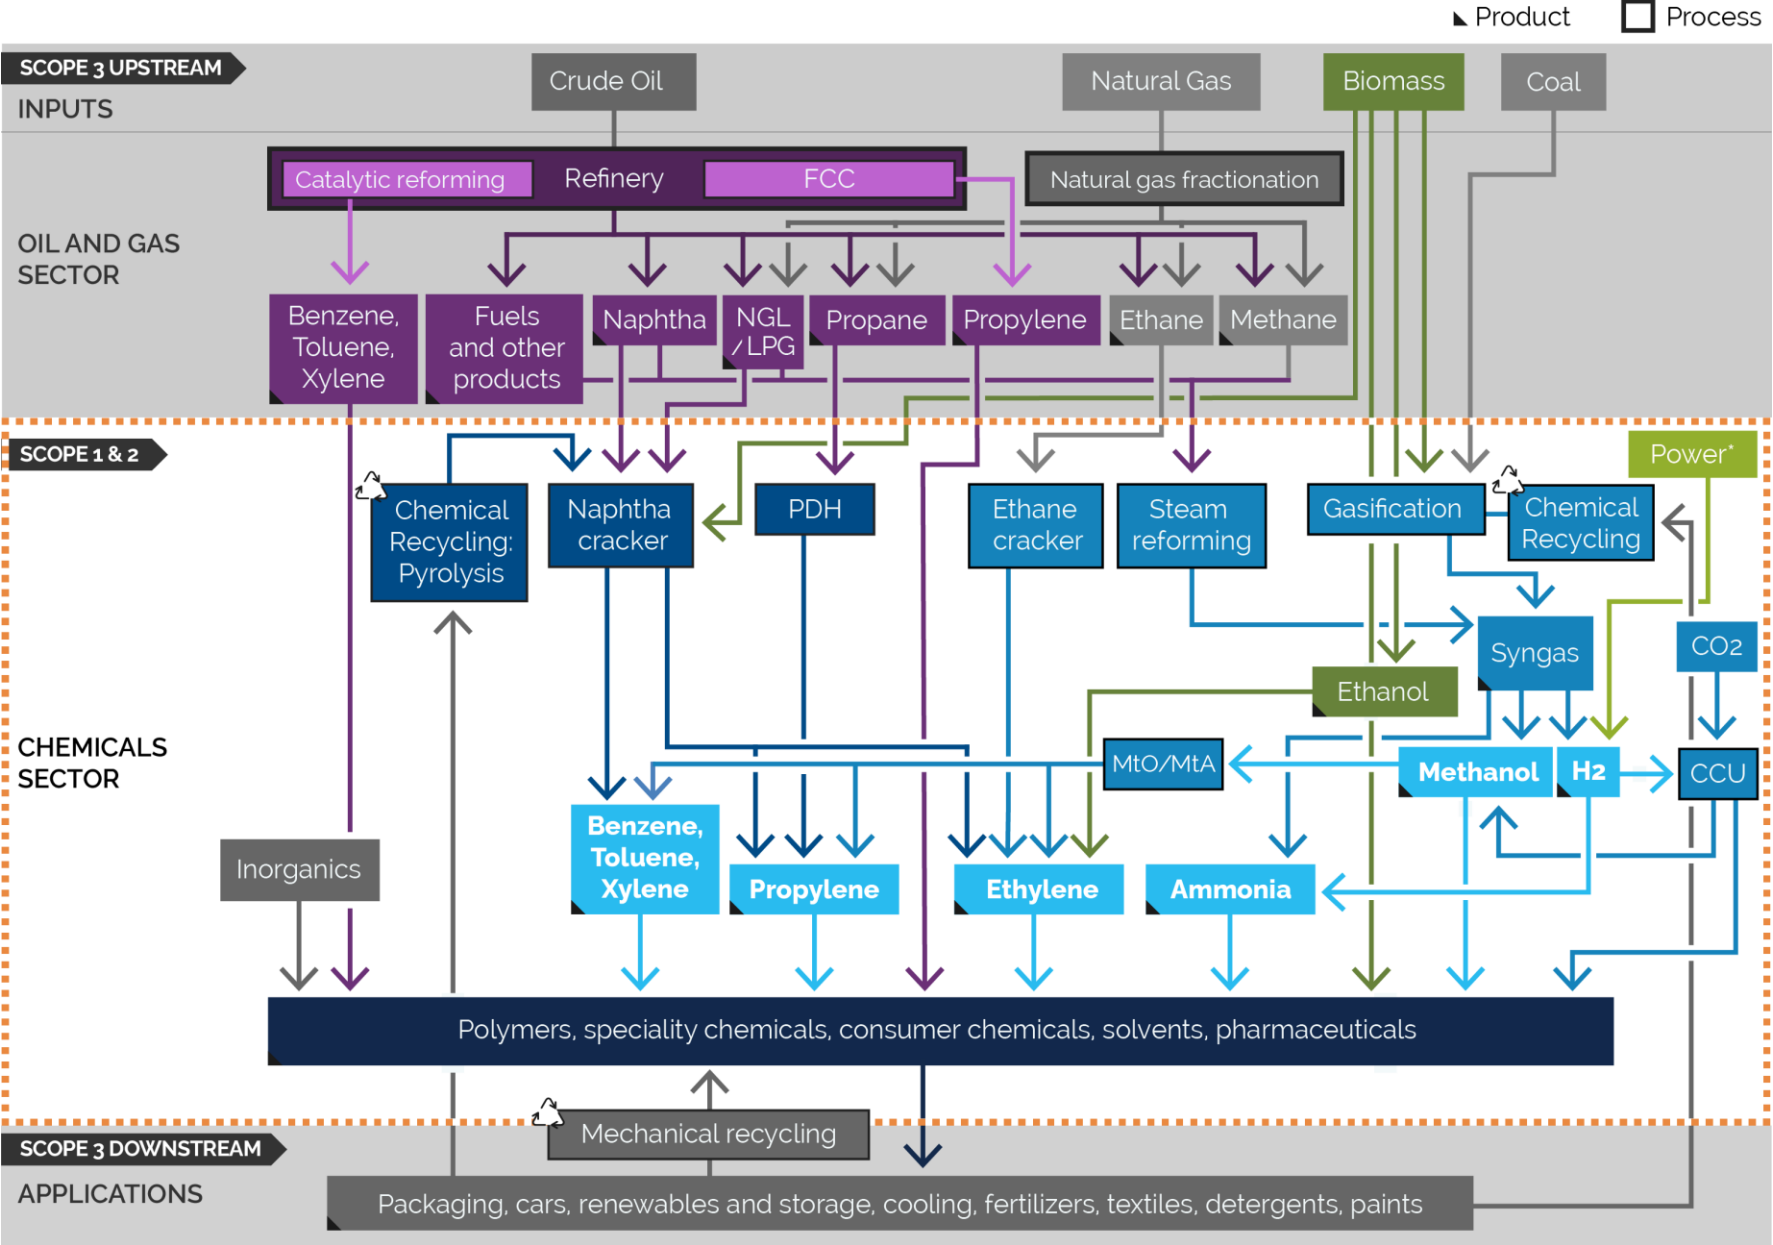 Product
Process
SCOPE 3 UPSTREAM
INPUTS
Crude Oil
Natural Gas
Biomass
Coal
Catalytic reforming
Refinery
FCC
Natural gas fractionation
OIL AND GAS
SECTOR
Benzene,
Toluene,
Xylene
Fuels
and other
products
Naphtha
NGL
/LPG
Propane
Propylene
Ethane
Methane
SCOPE 1 & 2
Power*
Chemical
Recycling:
Pyrolysis
Naphtha
cracker
PDH
Ethane
cracker
Steam
reforming
Gasification
Chemical
Recycling
Syngas
CO2
Ethanol
CHEMICALS
SECTOR
MtO/MtA
Methanol
H2
CCU
Inorganics
Benzene,
Toluene,
Xylene
Propylene
Ethylene
Ammonia
Polymers, speciality chemicals, consumer chemicals, solvents, pharmaceuticals
Mechanical recycling
SCOPE 3 DOWNSTREAM
APPLICATIONS
Packaging, cars, renewables and storage, cooling, fertilizers, textiles, detergents, paints